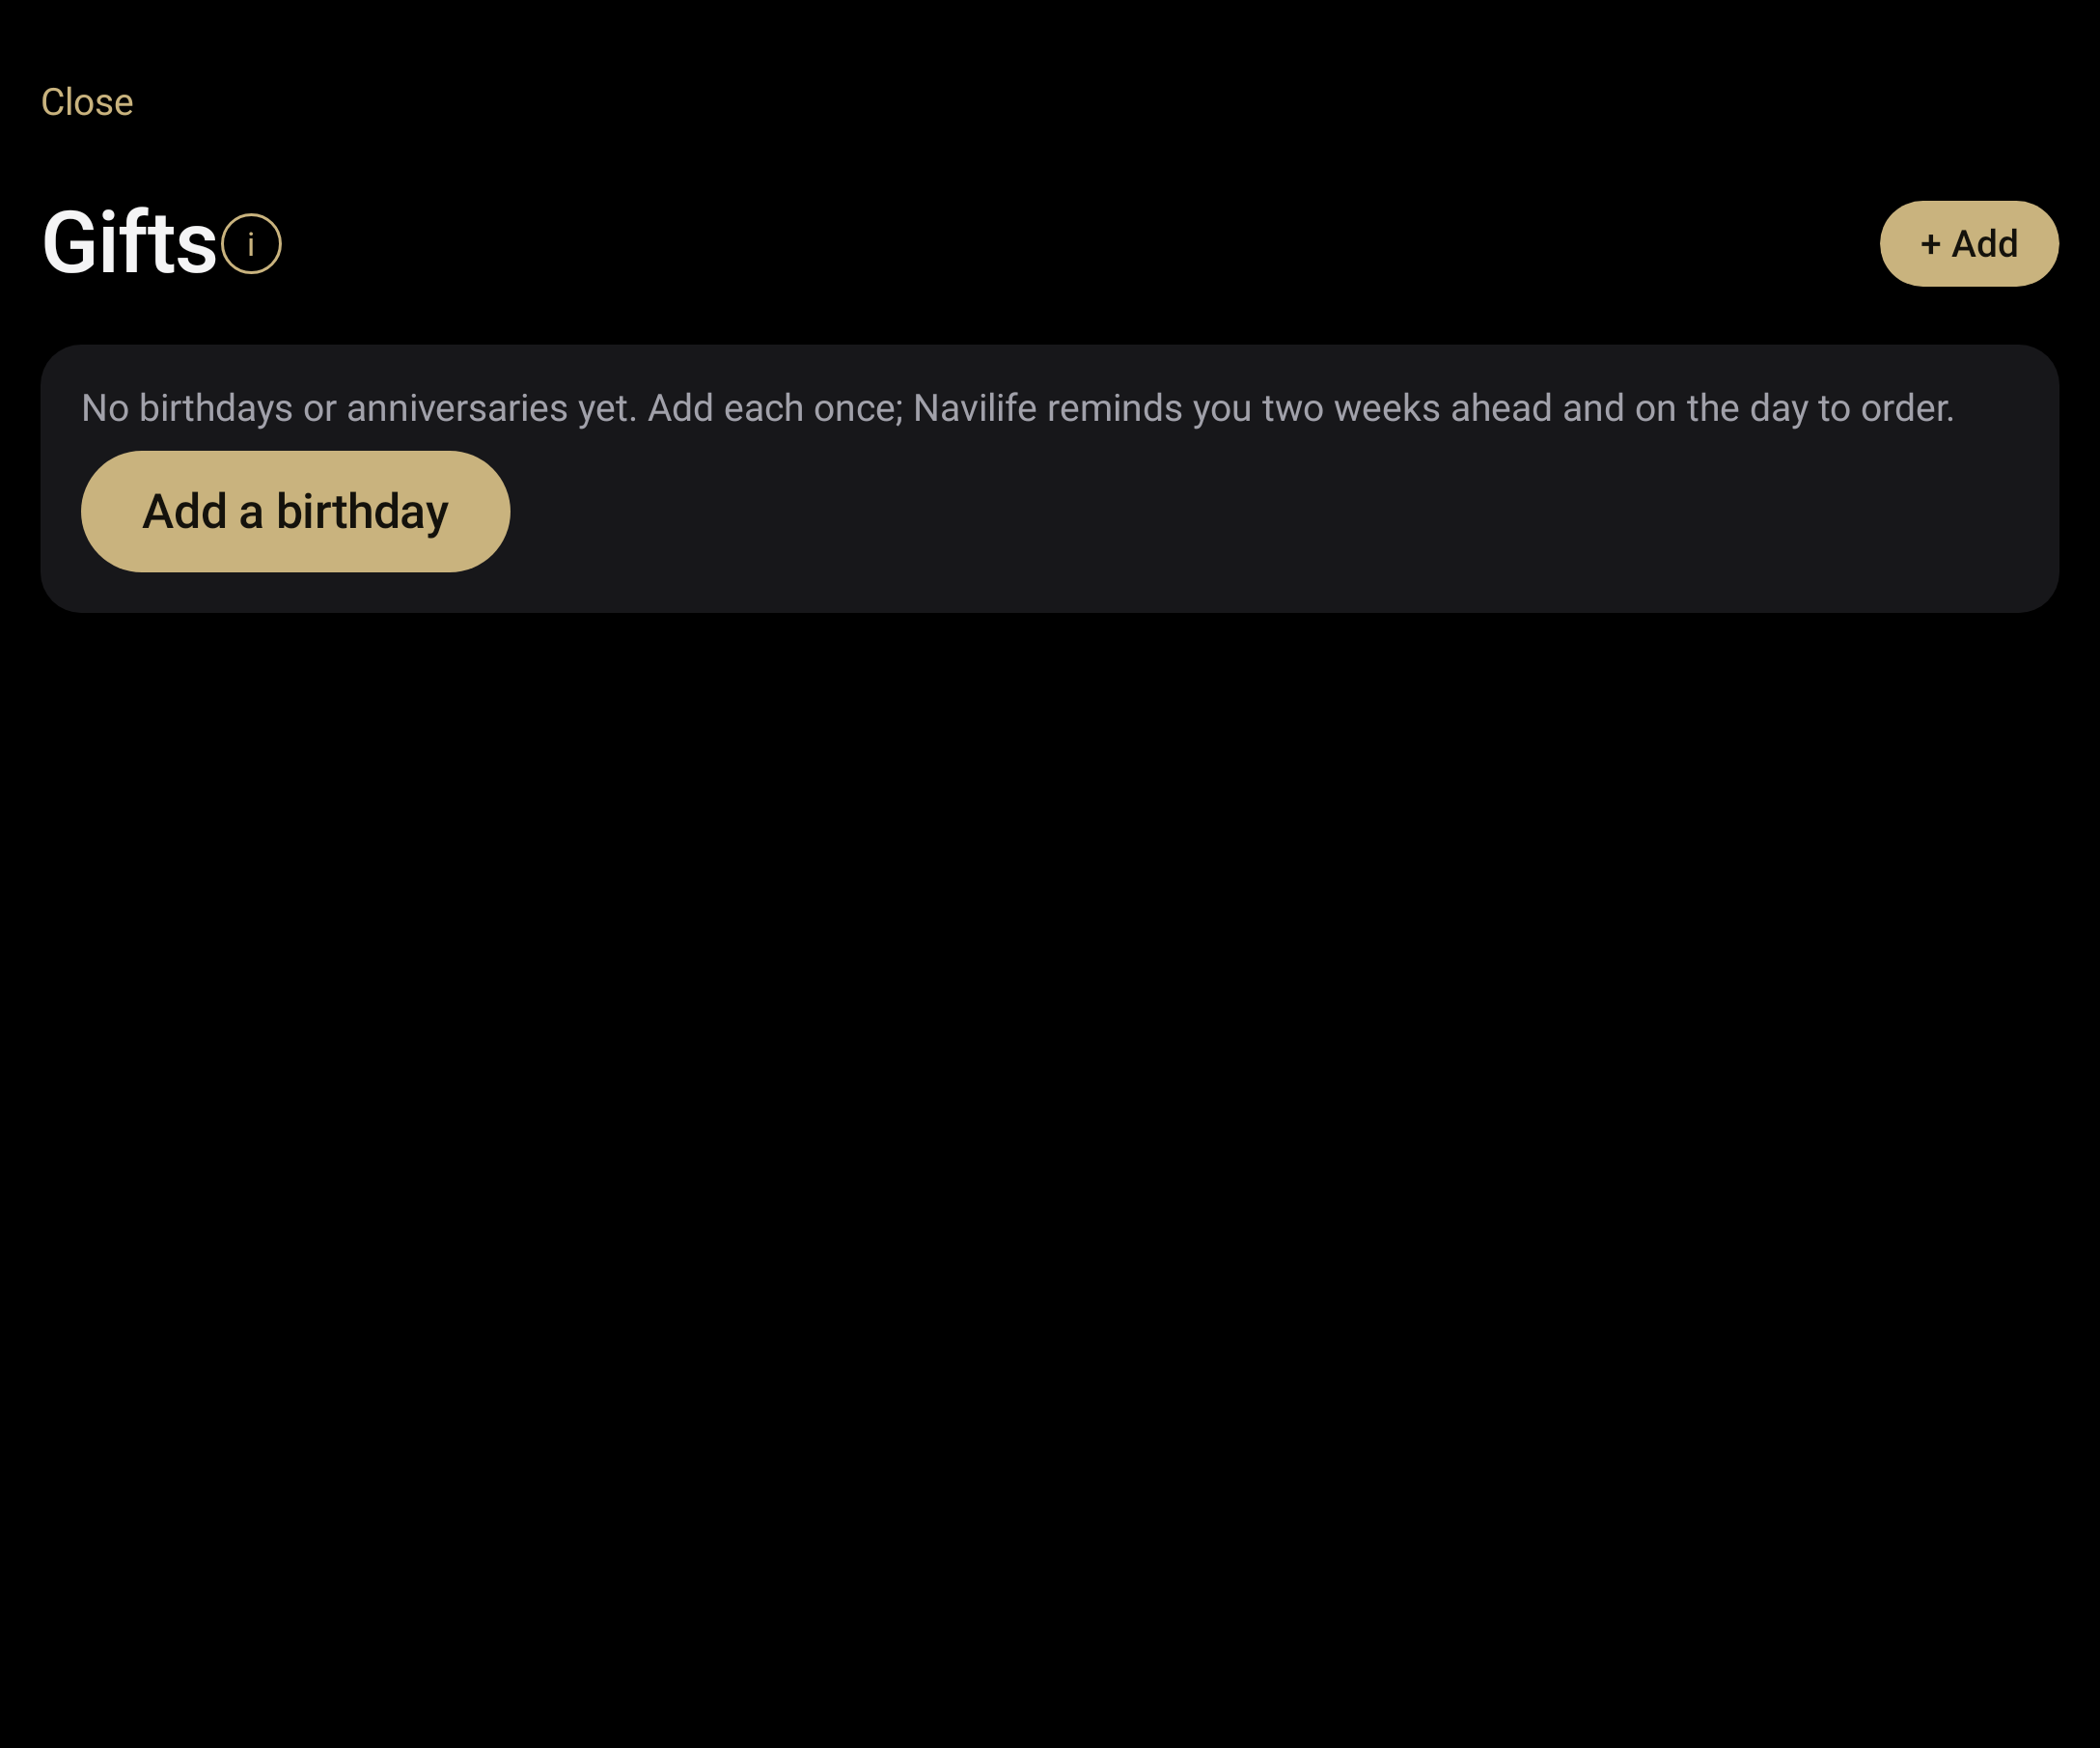 Close
Gifts i
+ Add
No birthdays or anniversaries yet. Add each once; Navilife reminds you two weeks ahead and on the day to order.
Add a birthday